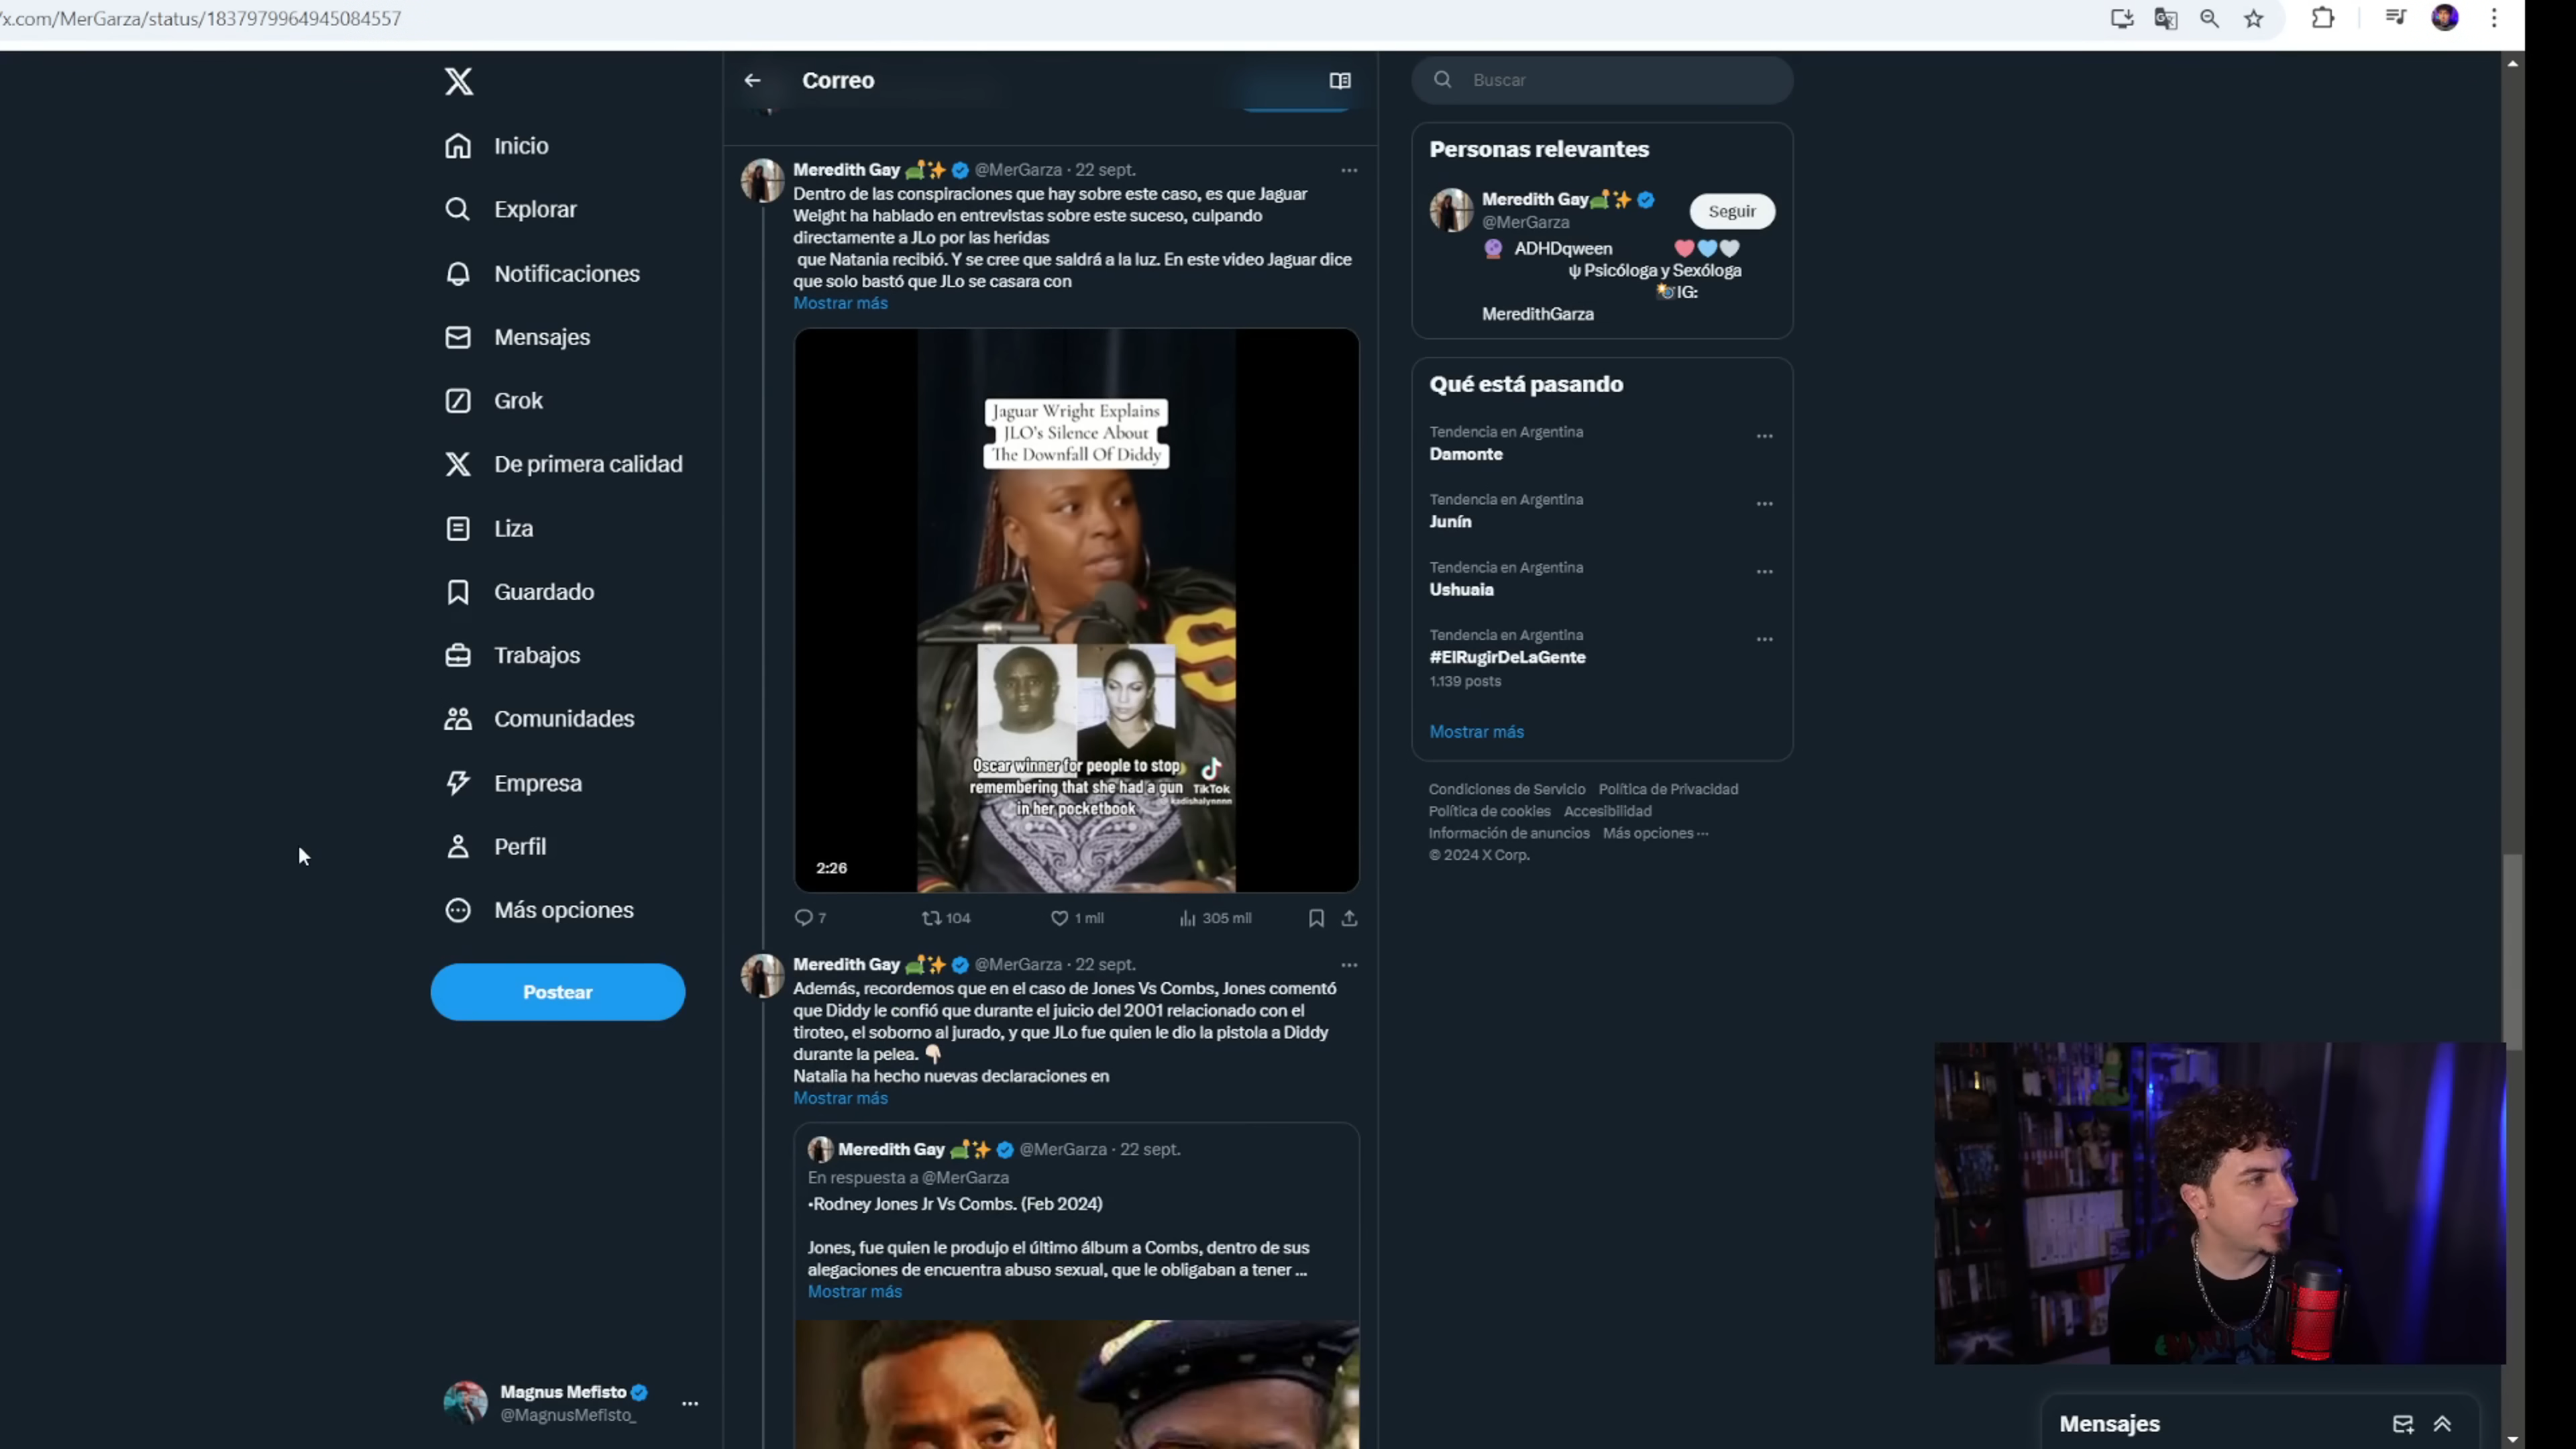 /x.com/MerGarza/status/1837979964945084557
Inicio
Explorar
Notificaciones
Mensajes
Grok
De primera calidad
Liza
Guardado
Trabajos
Comunidades
Empresa
Perfil
Más opciones
Postear
Magnus Mefisto
@MagnusMefisto_
Correo
Meredith Gay @MerGarza · 22 sept.
Dentro de las conspiraciones que hay sobre este caso, es que Jaguar
Weight ha hablado en entrevistas sobre este suceso, culpando
directamente a JLo por las heridas
que Natania recibió. Y se cree que saldrá a la luz. En este video Jaguar dice
que solo bastó que JLo se casara con
Mostrar más
Jaguar Wright Explains
JLO's Silence About
The Downfall Of Diddy
Oscar winner for people to stop
remembering that she had a gun
in her pocketbook
TikTok
2:26
7
104
1 mil
305 mil
Meredith Gay @MerGarza · 22 sept.
Además, recordemos que en el caso de Jones Vs Combs, Jones comentó
que Diddy le confió que durante el juicio del 2001 relacionado con el
tiroteo, el soborno al jurado, y que JLo fue quien le dio la pistola a Diddy
durante la pelea.
Natalia ha hecho nuevas declaraciones en
Mostrar más
Meredith Gay @MerGarza · 22 sept.
En respuesta a @MerGarza
•Rodney Jones Jr Vs Combs. (Feb 2024)
Jones, fue quien le produjo el último álbum a Combs, dentro de sus
alegaciones de encuentra abuso sexual, que le obligaban a tener ...
Mostrar más
Buscar
Personas relevantes
Meredith Gay
@MerGarza
Seguir
ADHDqween
ψ Psicóloga y Sexóloga
IG:
MeredithGarza
Qué está pasando
Tendencia en Argentina
Damonte
Tendencia en Argentina
Junín
Tendencia en Argentina
Ushuaia
Tendencia en Argentina
#ElRugirDeLaGente
1.139 posts
Mostrar más
Condiciones de Servicio Política de Privacidad
Política de cookies Accesibilidad
Información de anuncios Más opciones ···
© 2024 X Corp.
Mensajes